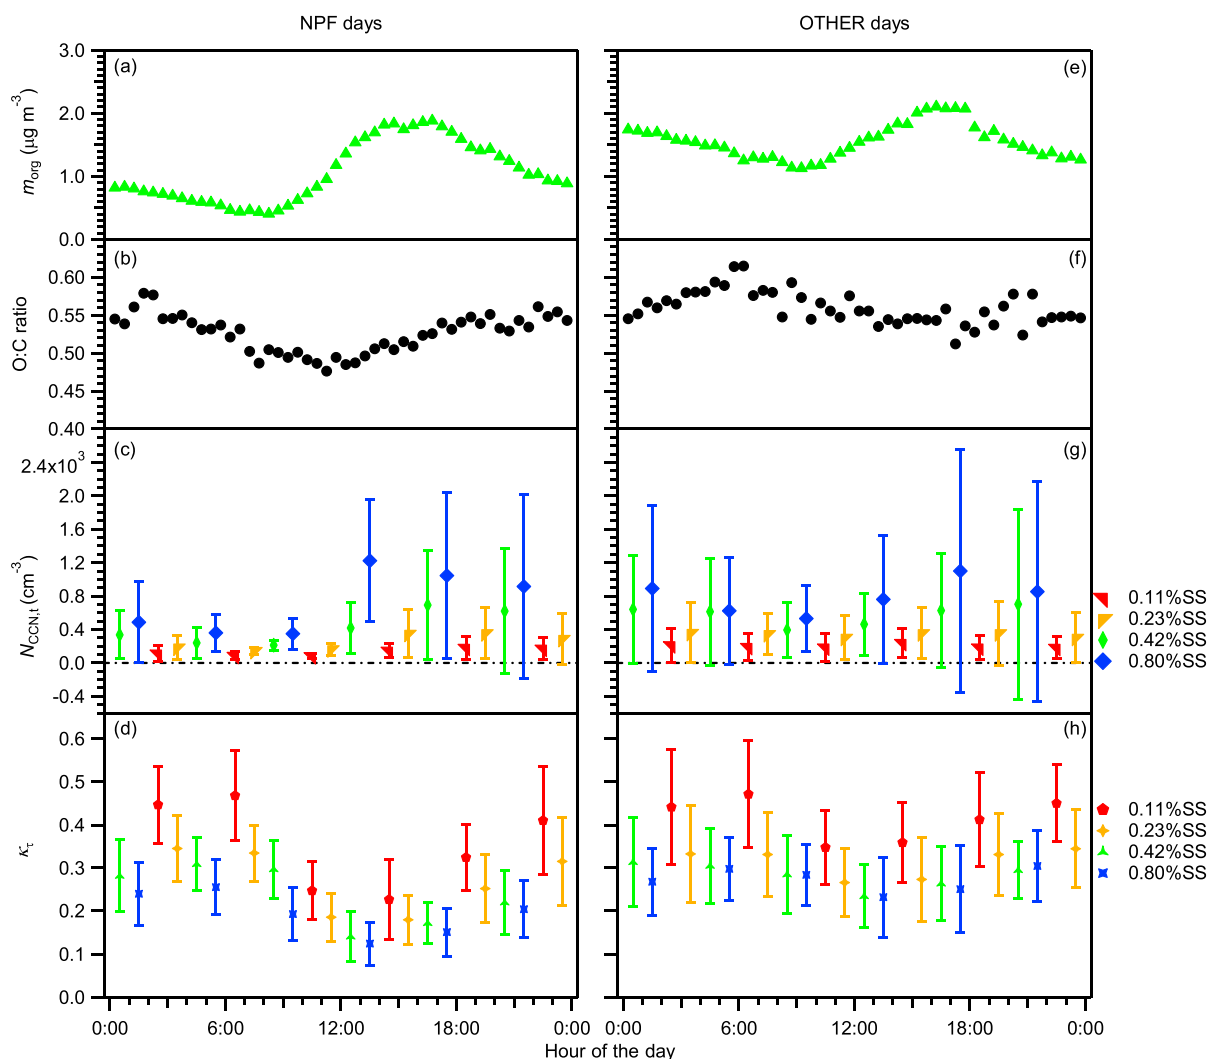 NPF days
OTHER days
(a)
(e)
3.0
2.0
1.0
0.0
m_org (µg m⁻³)
(b)
(f)
0.60
0.55
0.50
0.45
0.40
O:C ratio
(c)
(g)
2.4x10³
2.0
1.6
1.2
0.8
0.4
0.0
-0.4
N_CCN,t (cm⁻³)
0.11%SS
0.23%SS
0.42%SS
0.80%SS
(d)
(h)
0.6
0.5
0.4
0.3
0.2
0.1
0.0
κ_τ
0.11%SS
0.23%SS
0.42%SS
0.80%SS
0:00 6:00 12:00 18:00 0:00
0:00 6:00 12:00 18:00 0:00
Hour of the day